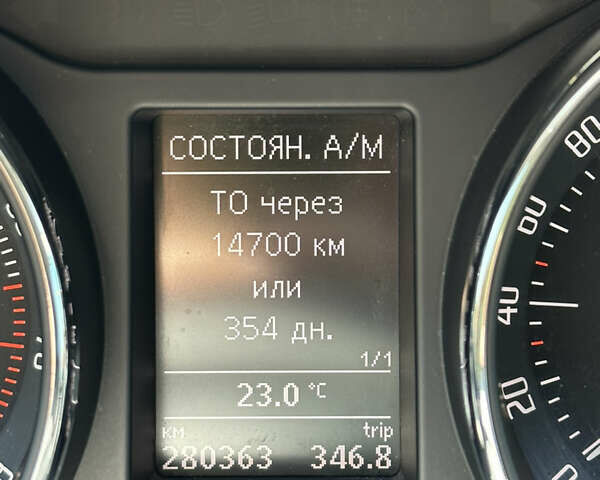 СОСТОЯН. А/М
ТО через
14700 км
или
354 дн.
1/1
23.0 °C
км trip
280363 346.8
80
60
40
20